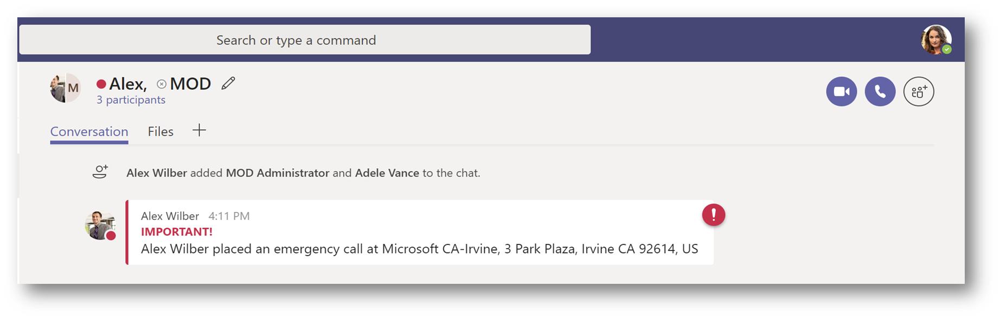 Search or type a command
M
Alex, MOD
3 participants
Conversation Files
Alex Wilber added MOD Administrator and Adele Vance to the chat.
Alex Wilber 4:11 PM
IMPORTANT!
Alex Wilber placed an emergency call at Microsoft CA-Irvine, 3 Park Plaza, Irvine CA 92614, US